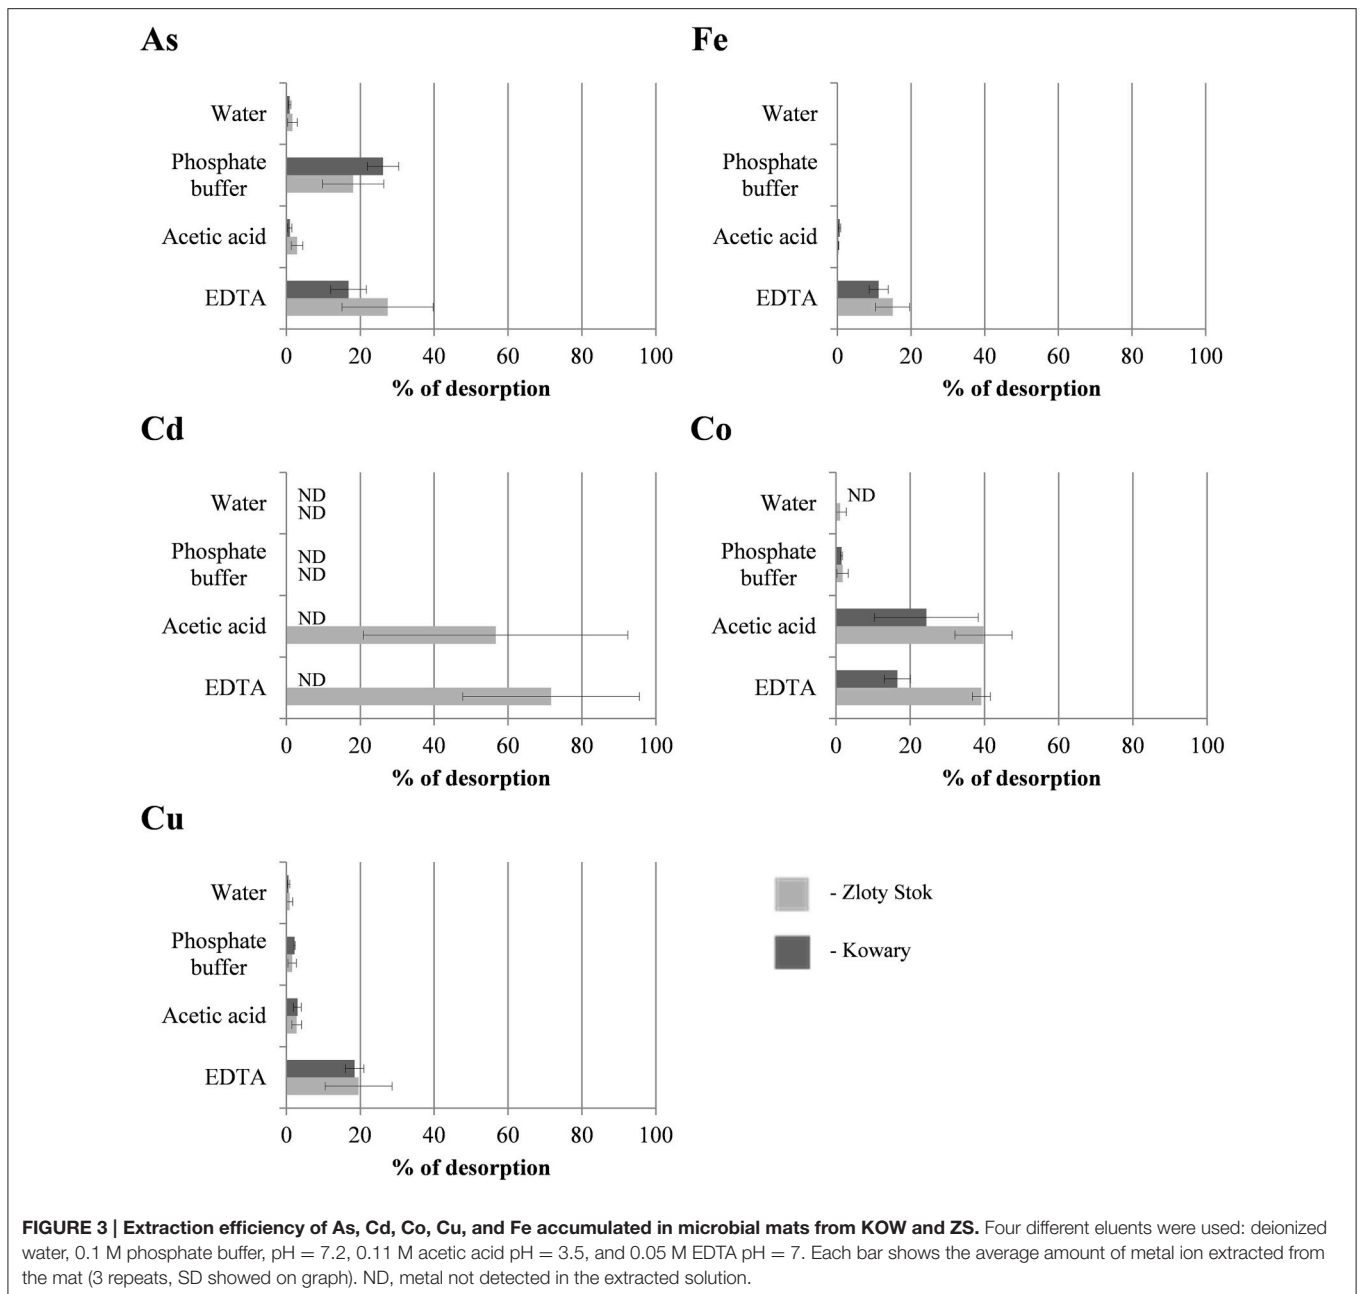 As
Water
Phosphate
buffer
Acetic acid
EDTA
0 20 40 60 80 100
% of desorption
Fe
Water
Phosphate
buffer
Acetic acid
EDTA
0 20 40 60 80 100
% of desorption
Cd
Water
ND
ND
Phosphate
buffer
ND
ND
Acetic acid
ND
EDTA
ND
0 20 40 60 80 100
% of desorption
Co
Water
ND
Phosphate
buffer
Acetic acid
EDTA
0 20 40 60 80 100
% of desorption
Cu
Water
Phosphate
buffer
Acetic acid
EDTA
0 20 40 60 80 100
% of desorption
- Zloty Stok
- Kowary
FIGURE 3 | Extraction efficiency of As, Cd, Co, Cu, and Fe accumulated in microbial mats from KOW and ZS. Four different eluents were used: deionized
water, 0.1 M phosphate buffer, pH = 7.2, 0.11 M acetic acid pH = 3.5, and 0.05 M EDTA pH = 7. Each bar shows the average amount of metal ion extracted from
the mat (3 repeats, SD showed on graph). ND, metal not detected in the extracted solution.